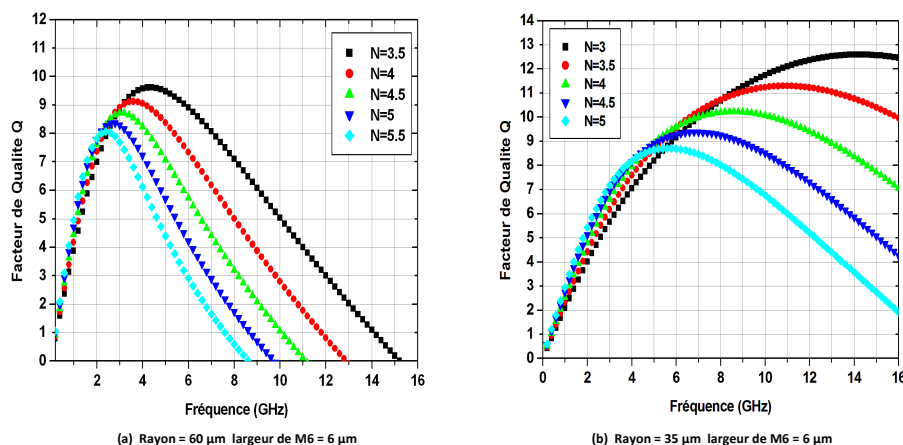 12
11
10
9
8
7
6
5
4
3
2
1
0
Facteur de Qualite Q
N=3.5
N=4
N=4.5
N=5
N=5.5
2 4 6 8 10 12 14 16
Fréquence (GHz)
(a) Rayon = 60 µm largeur de M6 = 6 µm
14
13
12
11
10
9
8
7
6
5
4
3
2
1
0
Facteur de Qualite Q
N=3
N=3.5
N=4
N=4.5
N=5
0 2 4 6 8 10 12 14 16
Fréquence (GHz)
(b) Rayon = 35 µm largeur de M6 = 6 µm